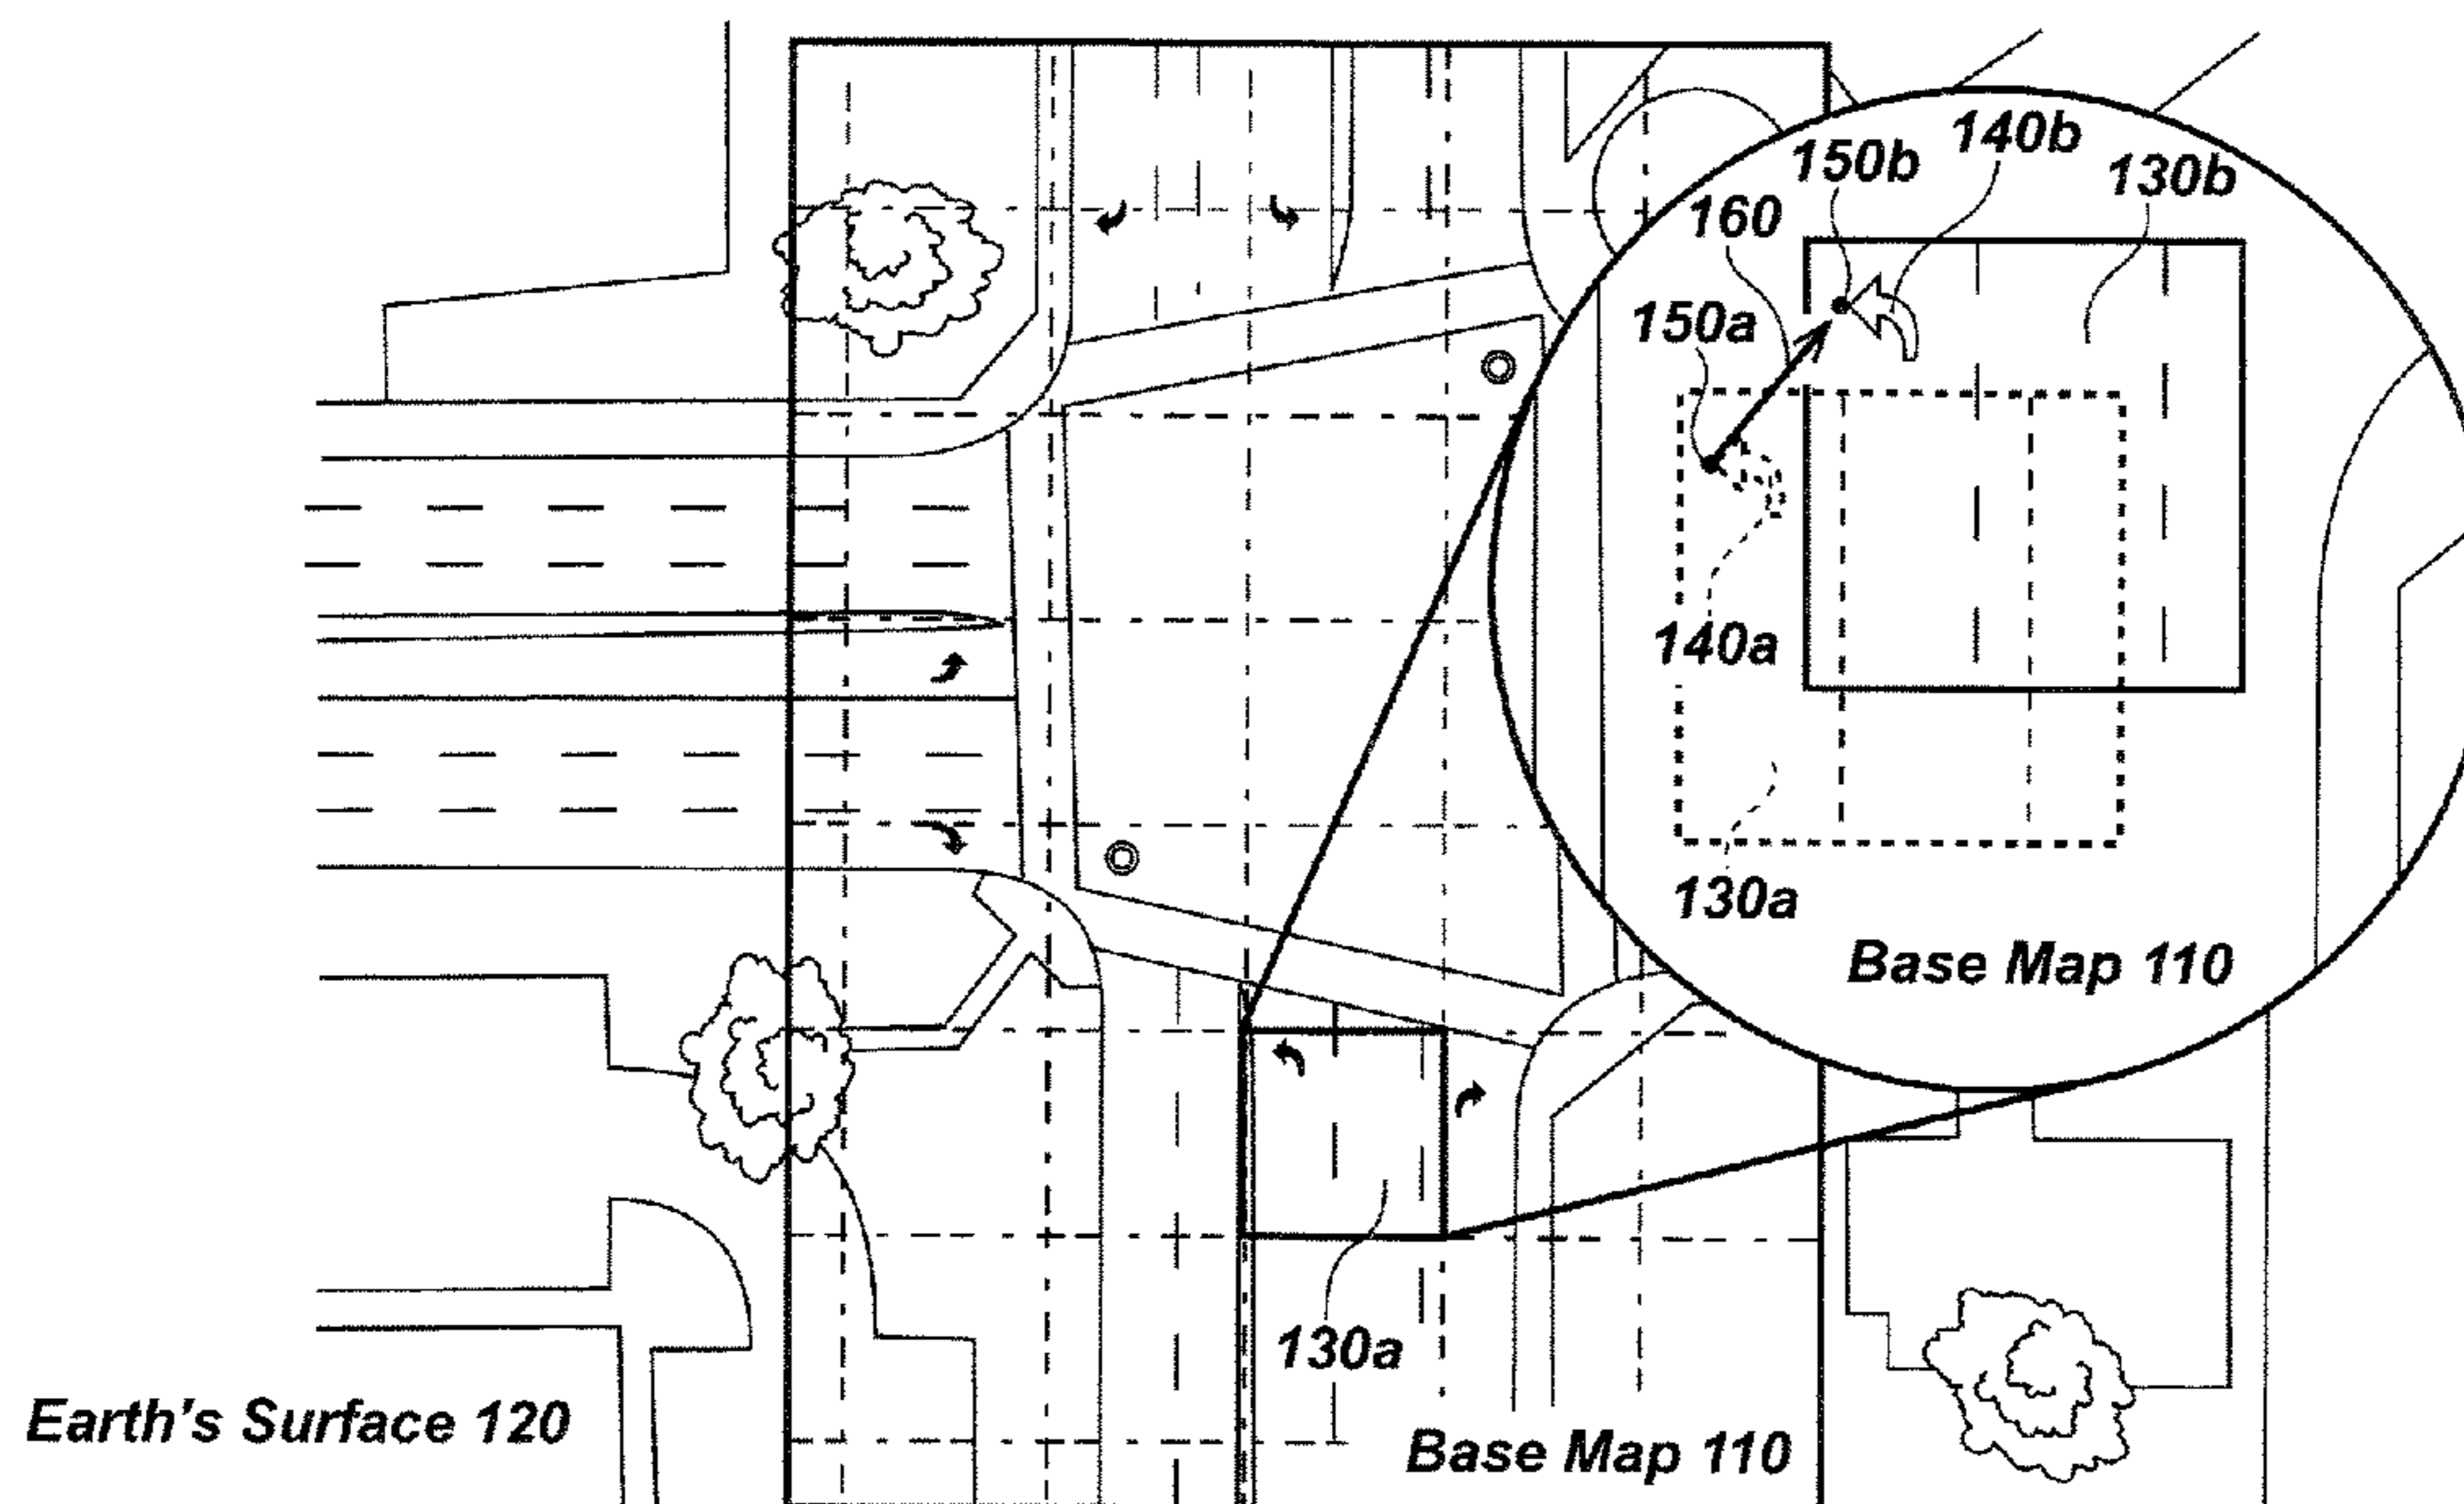 140b
150b
130b
160
150a
140a
130a
Base Map 110
130a
Earth's Surface 120
Base Map 110